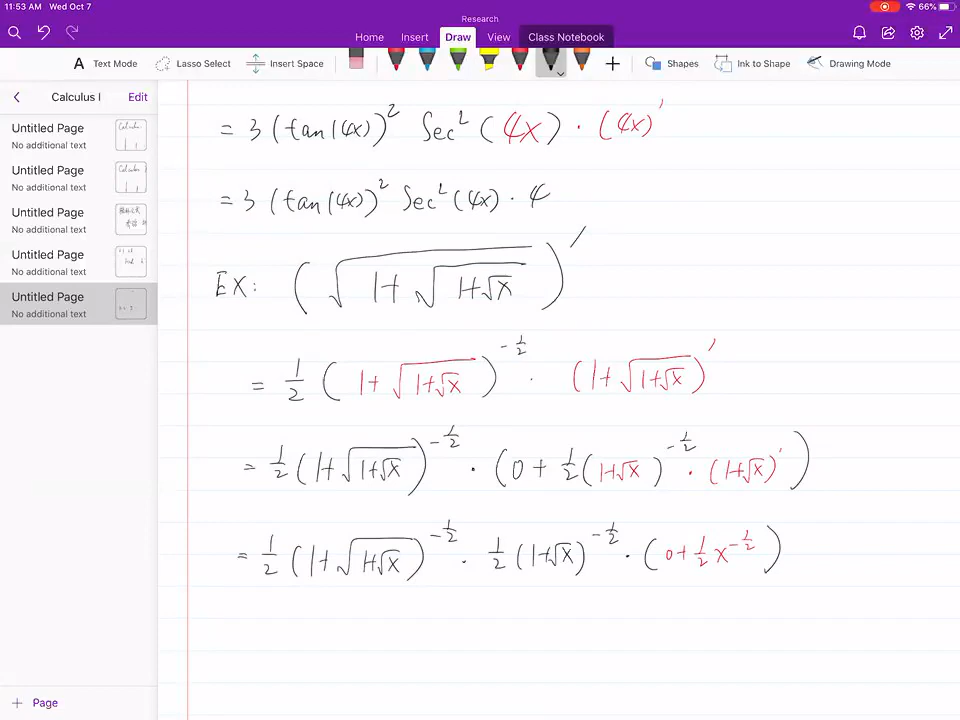 11:53 AM Wed Oct 7
66%
Research
Home Insert Draw View Class Notebook
Text Mode Lasso Select Insert Space Shapes Ink to Shape Drawing Mode
Calculus I Edit
Untitled Page
No additional text
Untitled Page
No additional text
Untitled Page
No additional text
Untitled Page
No additional text
Untitled Page
No additional text
Page
= 3 (tan(4x))² Sec² (4x) · (4x)'
= 3 (tan(4x))² Sec² (4x) · 4
EX: (√(1+√(1+√x)))'
= 1/2 (1+√(1+√x))^(-1/2) · (1+√(1+√x))'
= 1/2 (1+√(1+√x))^(-1/2) · (0 + 1/2 (1+√x)^(-1/2) · (1+√x)')
= 1/2 (1+√(1+√x))^(-1/2) · 1/2 (1+√x)^(-1/2) · (0 + 1/2 x^(-1/2))